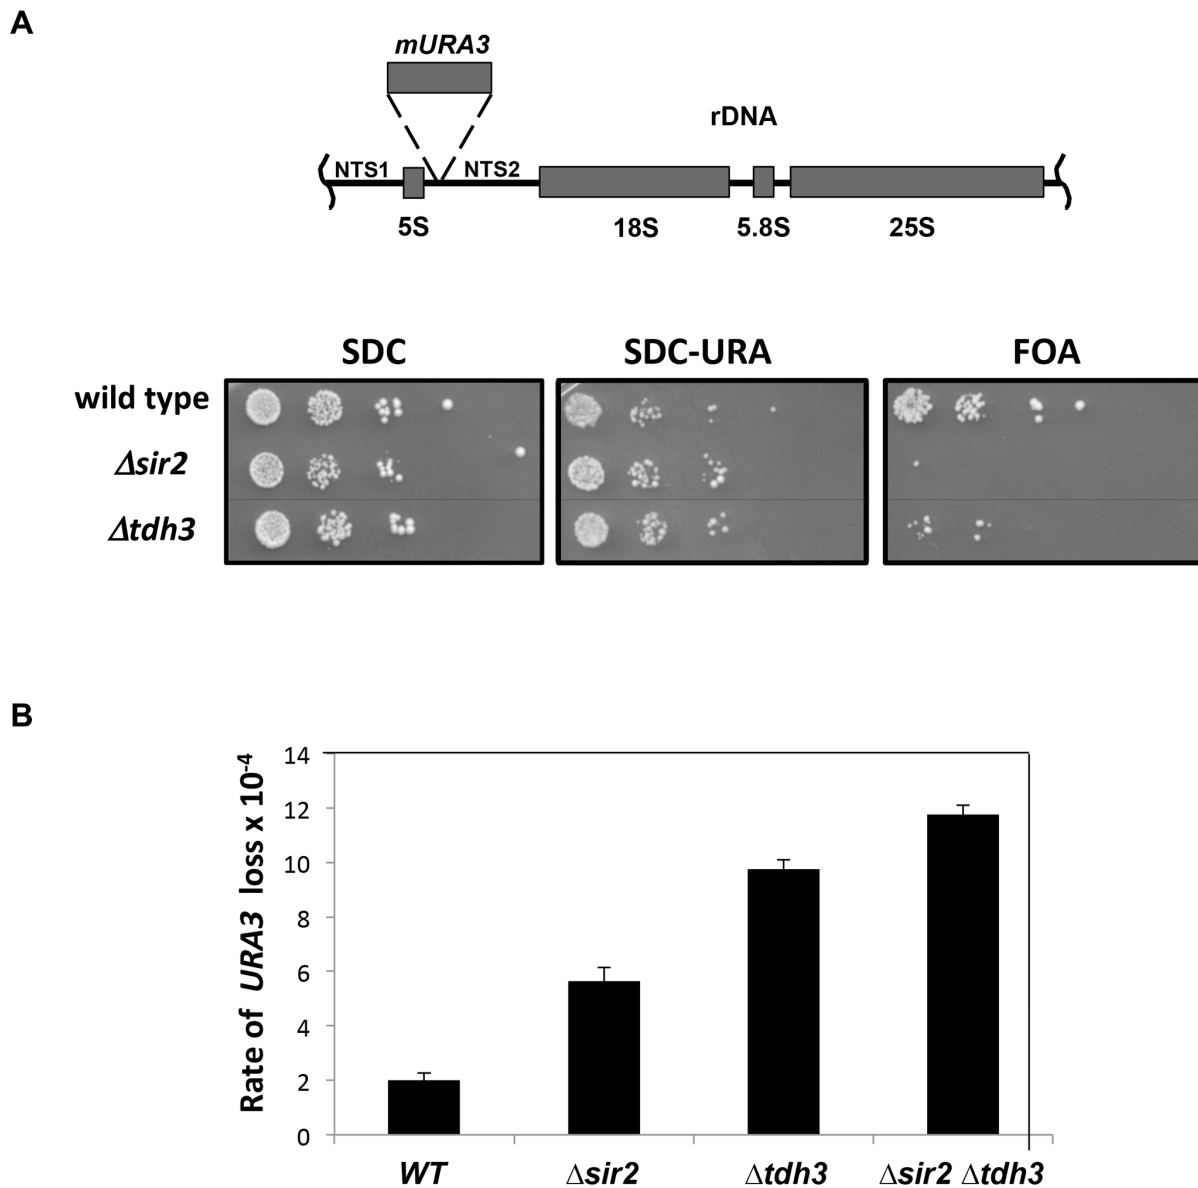 A
mURA3
rDNA
NTS1
NTS2
5S
18S
5.8S
25S
SDC
SDC-URA
FOA
wild type
Δsir2
Δtdh3
B
Rate of URA3 loss x 10-4
14
12
10
8
6
4
2
0
WT
Δsir2
Δtdh3
Δsir2 Δtdh3